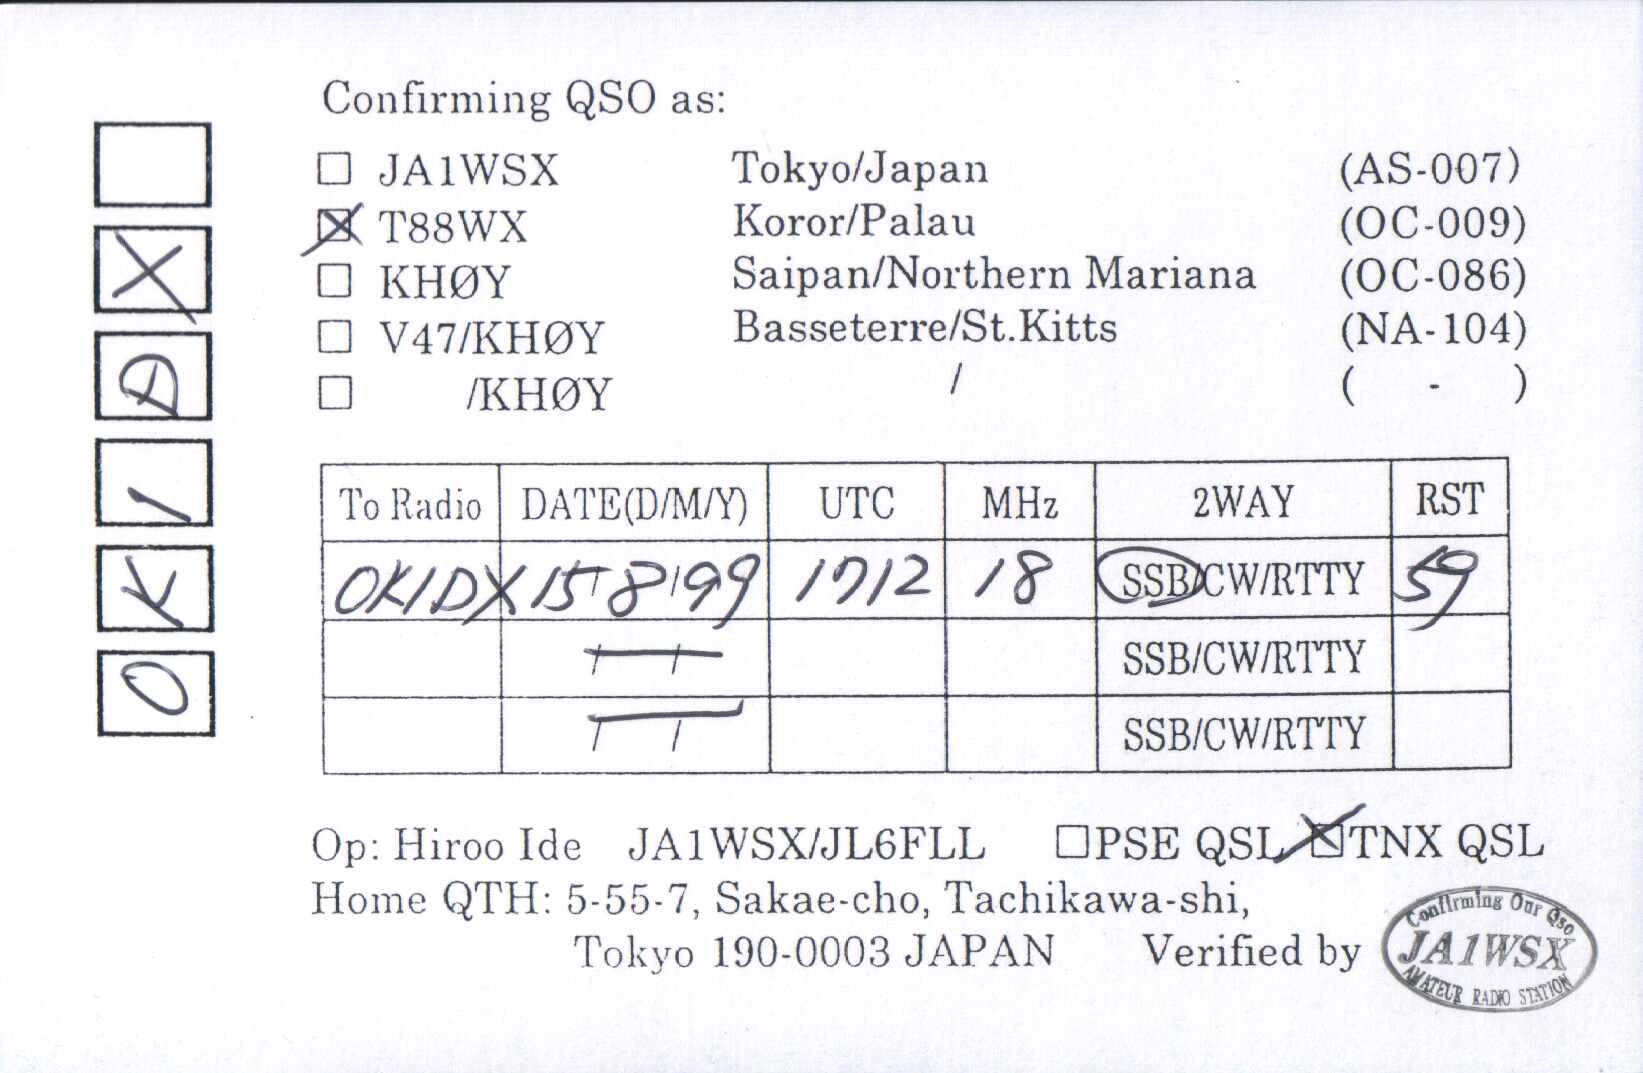 Confirming QSO as:
☐ JA1WSX Tokyo/Japan (AS-007)
☒ T88WX Koror/Palau (OC-009)
☐ KHØY Saipan/Northern Mariana (OC-086)
☐ V47/KHØY Basseterre/St.Kitts (NA-104)
☐ /KHØY / ( - )
OK1DX
To Radio DATE(D/M/Y) UTC MHz 2WAY RST
OK1DX 15/8/99 1712 18 SSB/CW/RTTY 59
/ / SSB/CW/RTTY
/ / SSB/CW/RTTY
Op: Hiroo Ide JA1WSX/JL6FLL ☐PSE QSL ☒TNX QSL
Home QTH: 5-55-7, Sakae-cho, Tachikawa-shi,
Tokyo 190-0003 JAPAN Verified by
Confirming Our Qso
JA1WSX
AMATEUR RADIO STATION